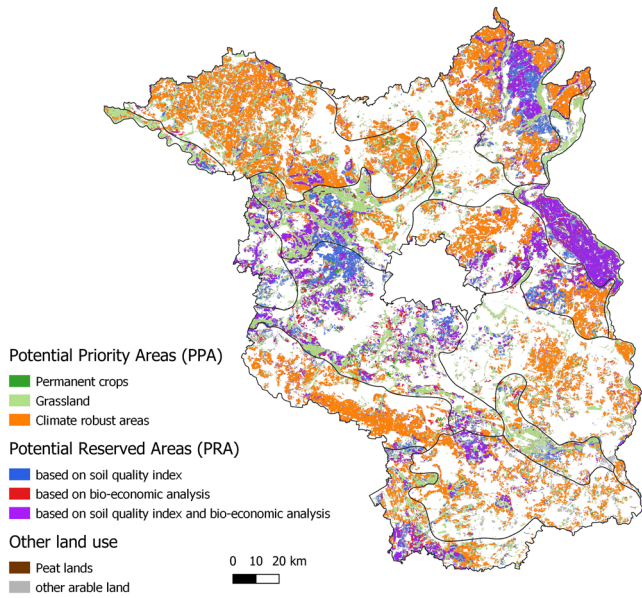 Potential Priority Areas (PPA)
Permanent crops
Grassland
Climate robust areas
Potential Reserved Areas (PRA)
based on soil quality index
based on bio-economic analysis
based on soil quality index and bio-economic analysis
Other land use
Peat lands
other arable land
0 10 20 km